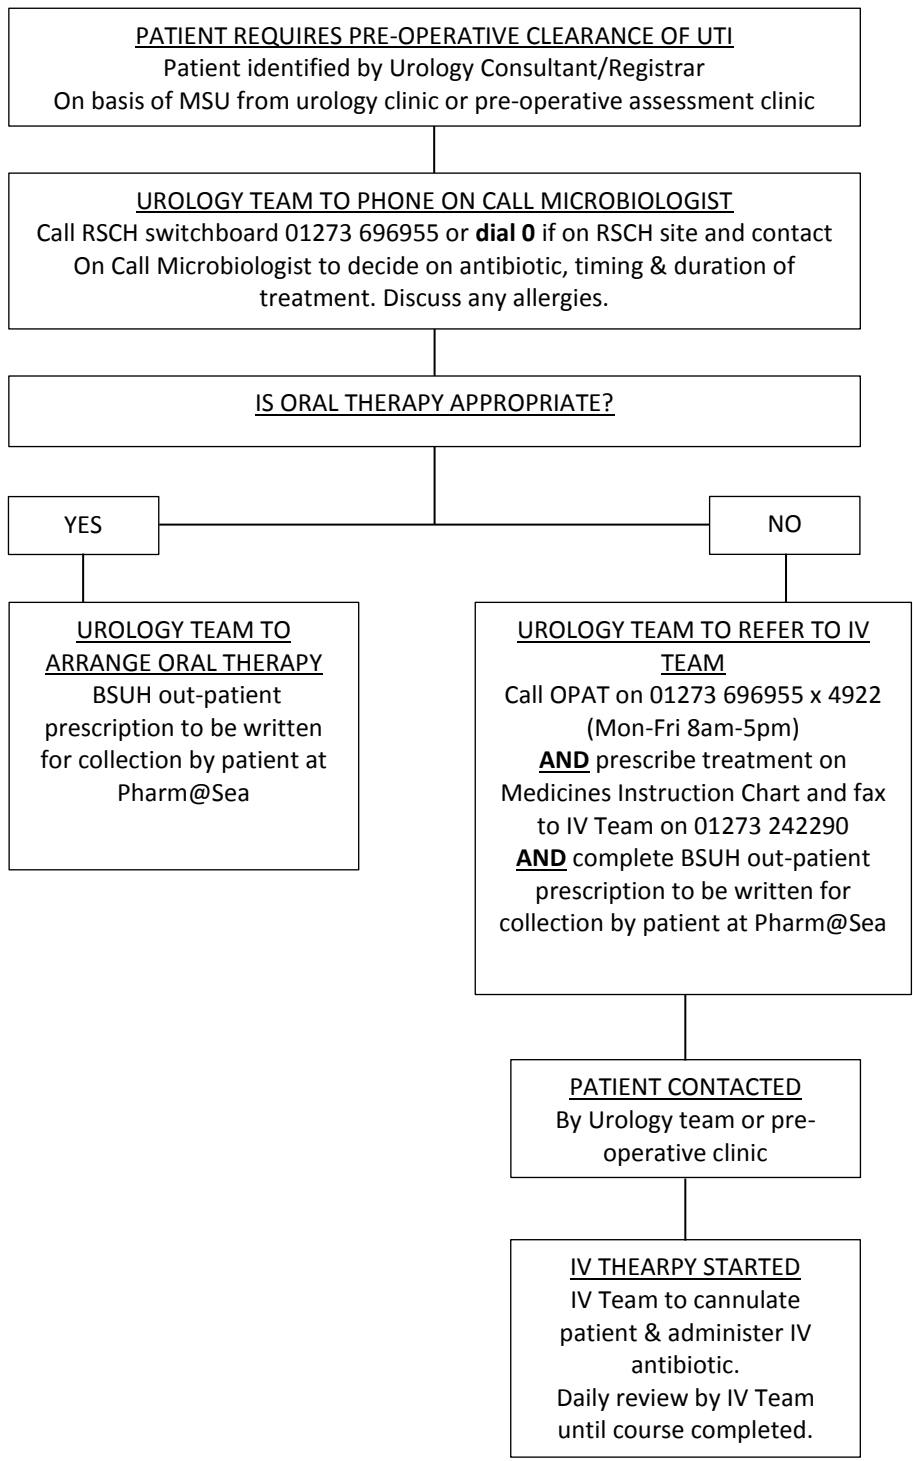 PATIENT REQUIRES PRE-OPERATIVE CLEARANCE OF UTI
Patient identified by Urology Consultant/Registrar
On basis of MSU from urology clinic or pre-operative assessment clinic
UROLOGY TEAM TO PHONE ON CALL MICROBIOLOGIST
Call RSCH switchboard 01273 696955 or dial 0 if on RSCH site and contact
On Call Microbiologist to decide on antibiotic, timing & duration of
treatment. Discuss any allergies.
IS ORAL THERAPY APPROPRIATE?
YES
NO
UROLOGY TEAM TO
ARRANGE ORAL THERAPY
BSUH out-patient
prescription to be written
for collection by patient at
Pharm@Sea
UROLOGY TEAM TO REFER TO IV
TEAM
Call OPAT on 01273 696955 x 4922
(Mon-Fri 8am-5pm)
AND prescribe treatment on
Medicines Instruction Chart and fax
to IV Team on 01273 242290
AND complete BSUH out-patient
prescription to be written for
collection by patient at Pharm@Sea
PATIENT CONTACTED
By Urology team or pre-
operative clinic
IV THEARPY STARTED
IV Team to cannulate
patient & administer IV
antibiotic.
Daily review by IV Team
until course completed.